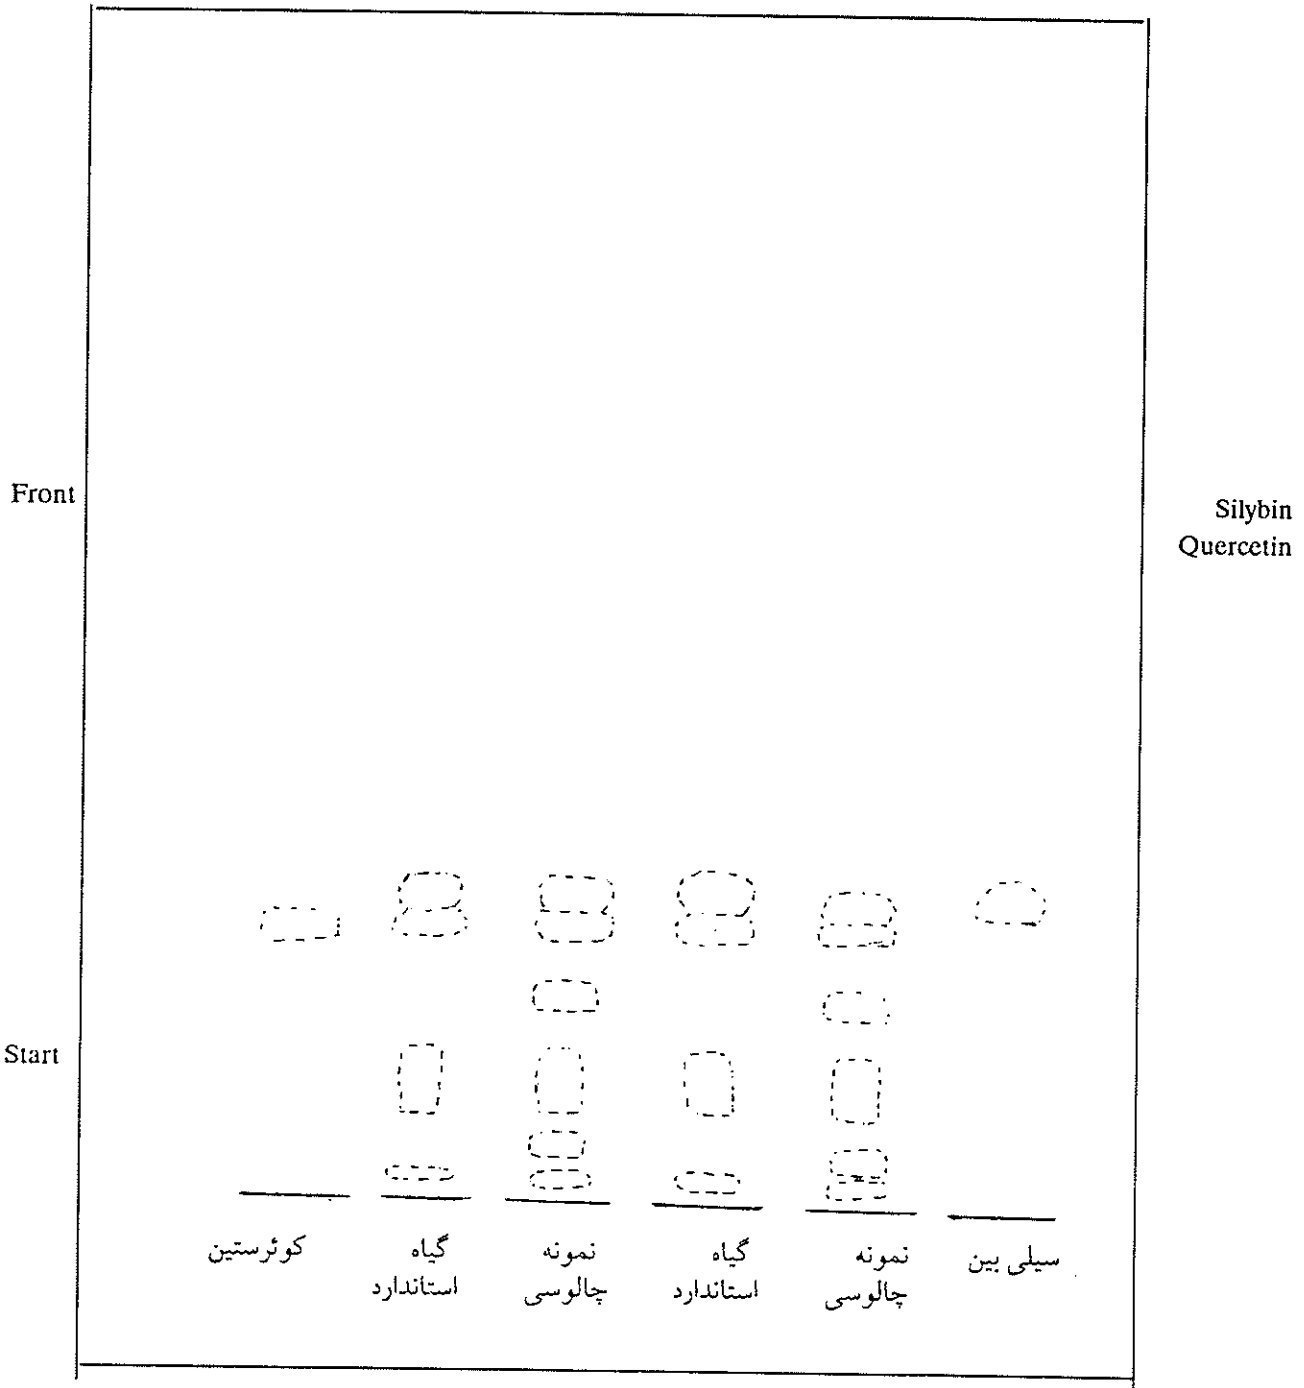 Front
Silybin
Quercetin
Start
کوئرستین
گیاه
استاندارد
نمونه
چالوسی
گیاه
استاندارد
نمونه
چالوسی
سیلی بین